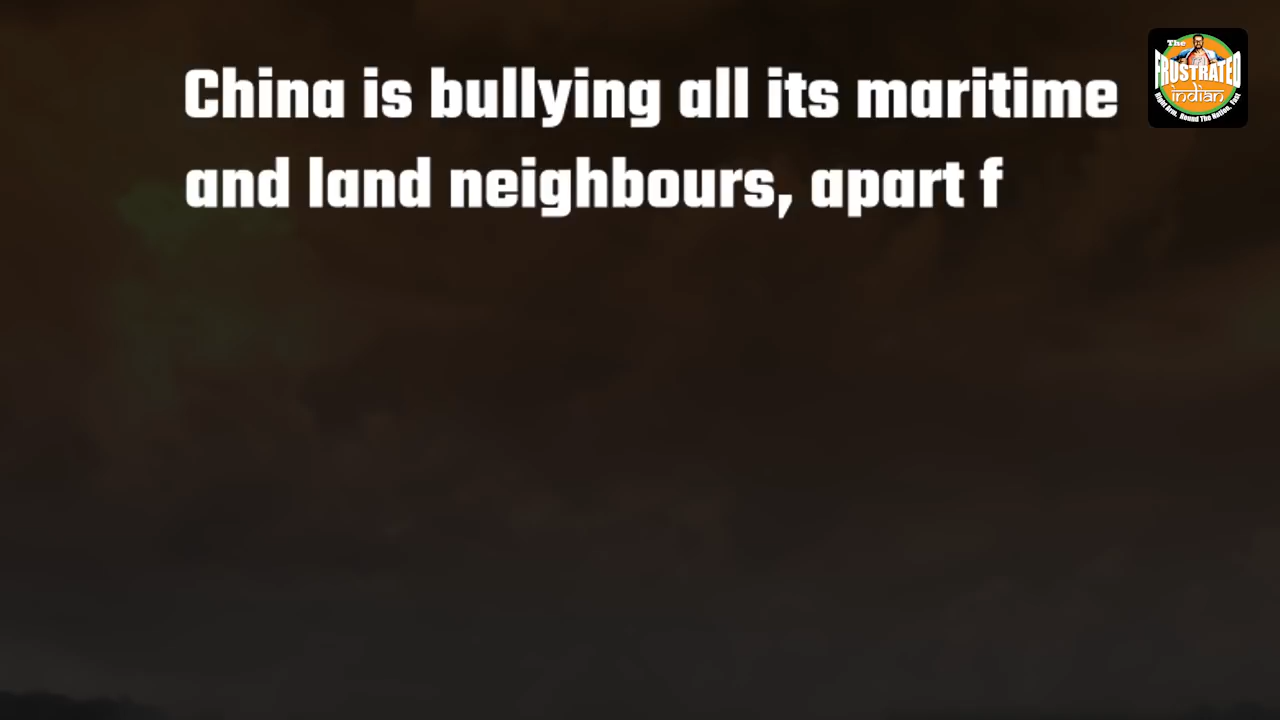 China is bullying all its maritime
and land neighbours, apart f
The
FRUSTRATED
indian